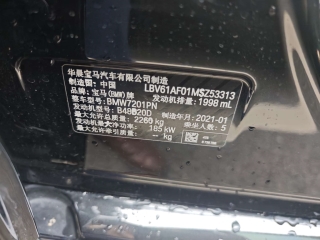 华晨宝马汽车有限公司制造
制造国：中国 LBV61AF01MSZ53313
品牌：宝马(BMW)牌 发动机排量：1998 mL
整车型号：BMW7201PN
发动机型号：B48B20D 制造年月：2021-01
最大允许总质量：2260 kg 乘坐人数：5
最大净功率：185 kW
最大允许牵引质量：— kg